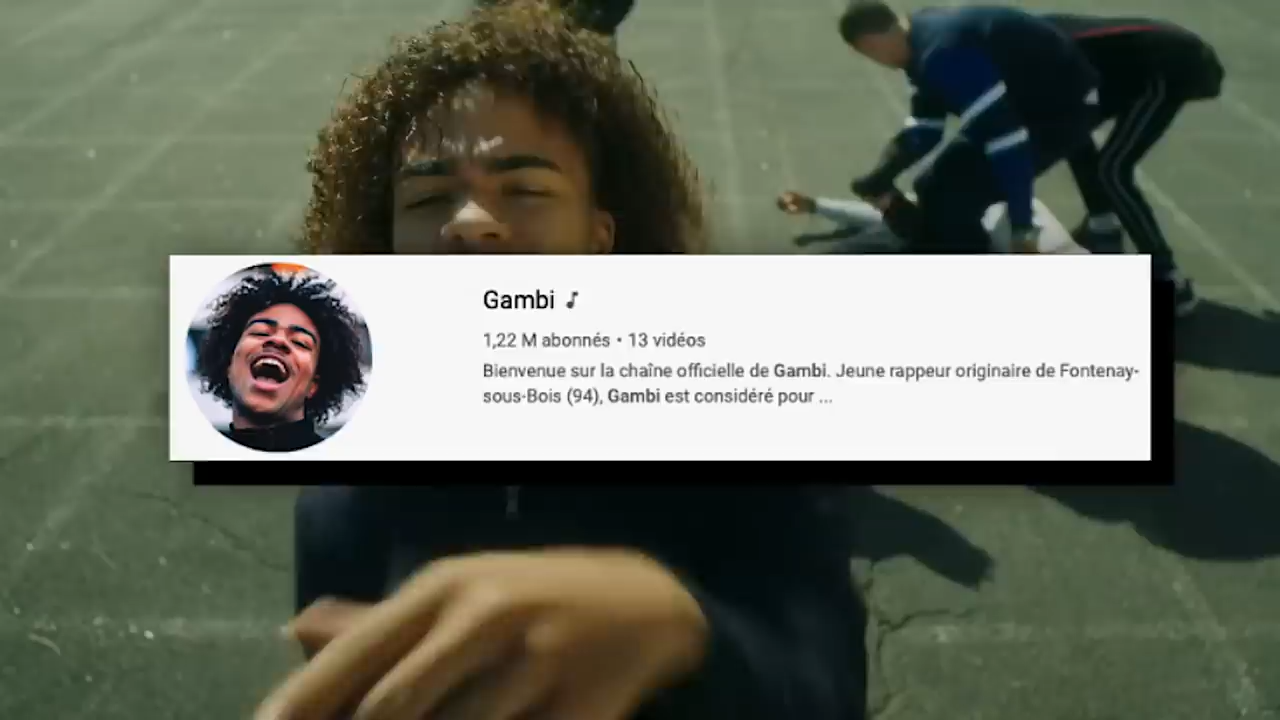 Gambi ♪
1,22 M abonnés • 13 vidéos
Bienvenue sur la chaîne officielle de Gambi. Jeune rappeur originaire de Fontenay-
sous-Bois (94), Gambi est considéré pour ...